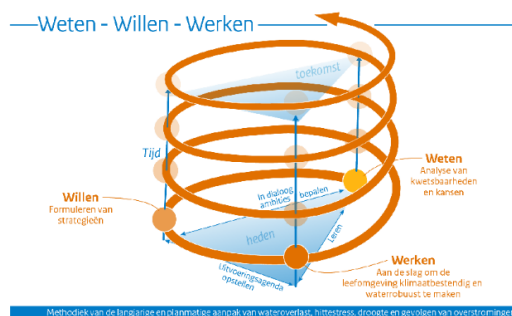 Weten - Willen - Werken
toekomst
Tijd
Weten
Analyse van
kwetsbaarheden
en kansen
Willen
Formuleren van
strategieën
In dialoog
ambities
bepalen
heden
Leren
Uitvoeringsagenda
opstellen
Werken
Aan de slag om de
leefomgeving klimaatbestendig en
waterrobuust te maken
Methodiek van de langjarige en planmatige aanpak van wateroverlast, hittestress, droogte en gevolgen van overstromingen